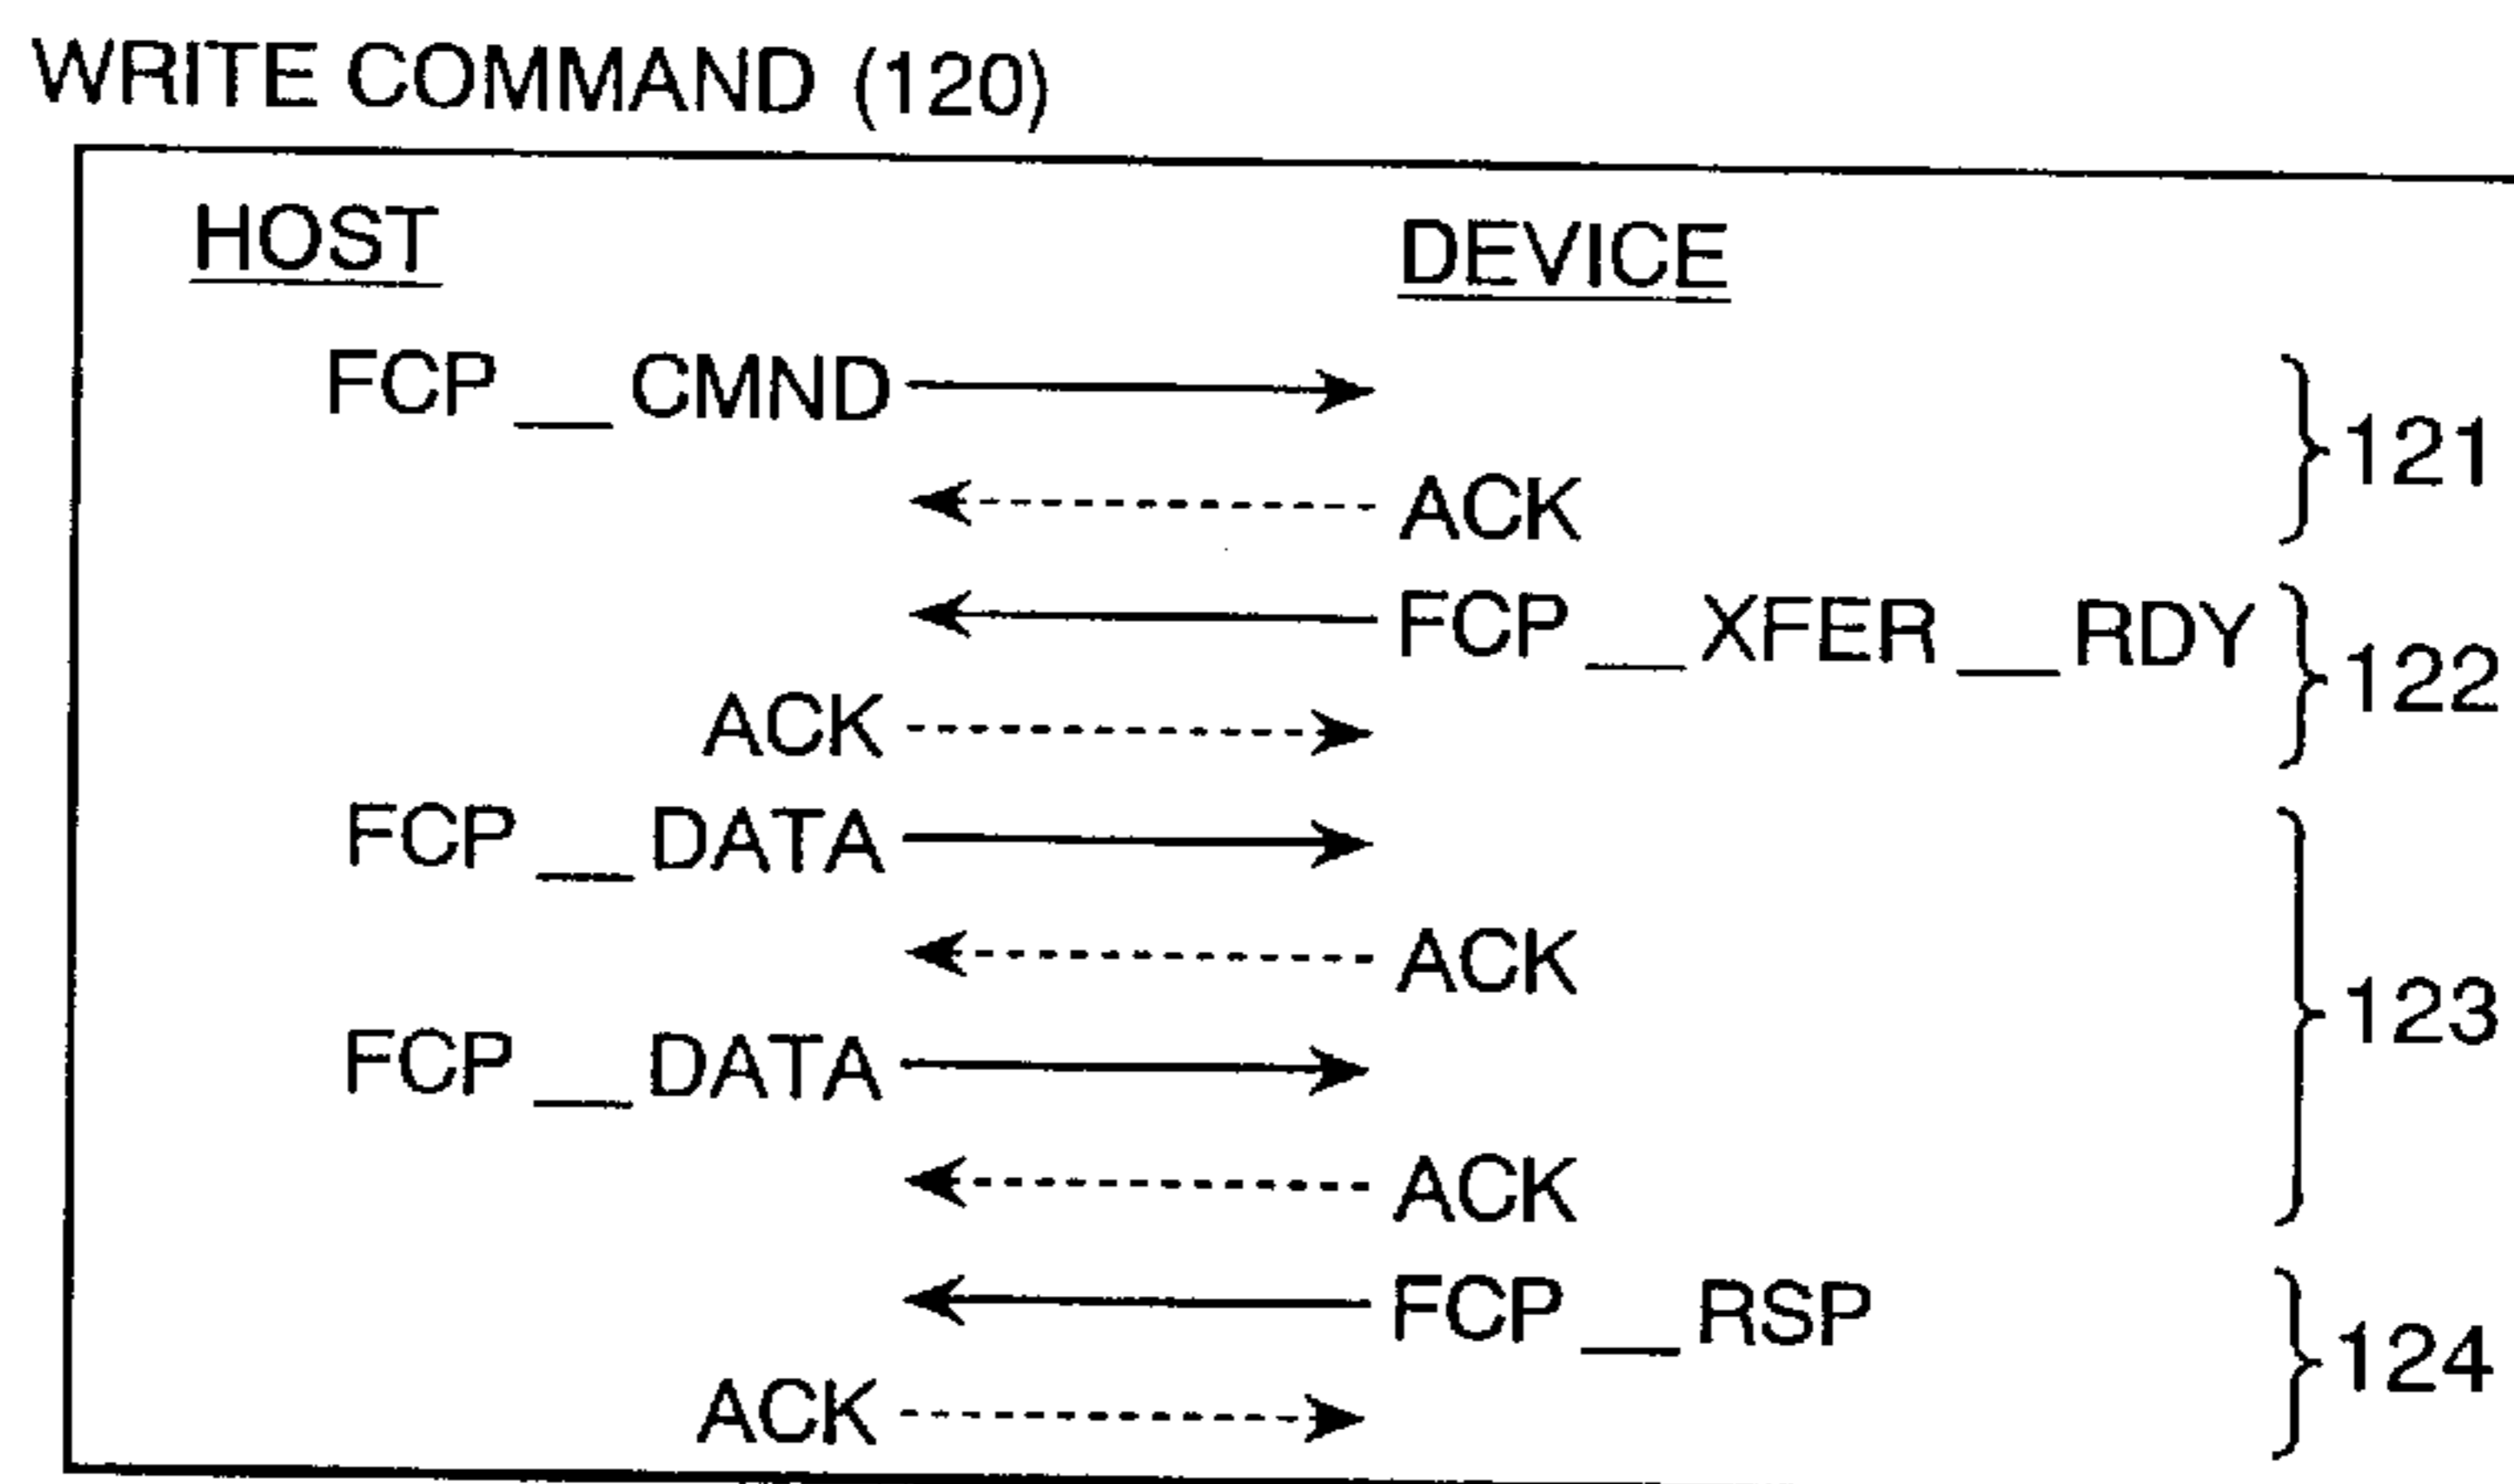 WRITE COMMAND (120)
HOST DEVICE
FCP__CMND
121
ACK
FCP__XFER__RDY
122
ACK
FCP__DATA
ACK
123
FCP__DATA
ACK
FCP__RSP
124
ACK